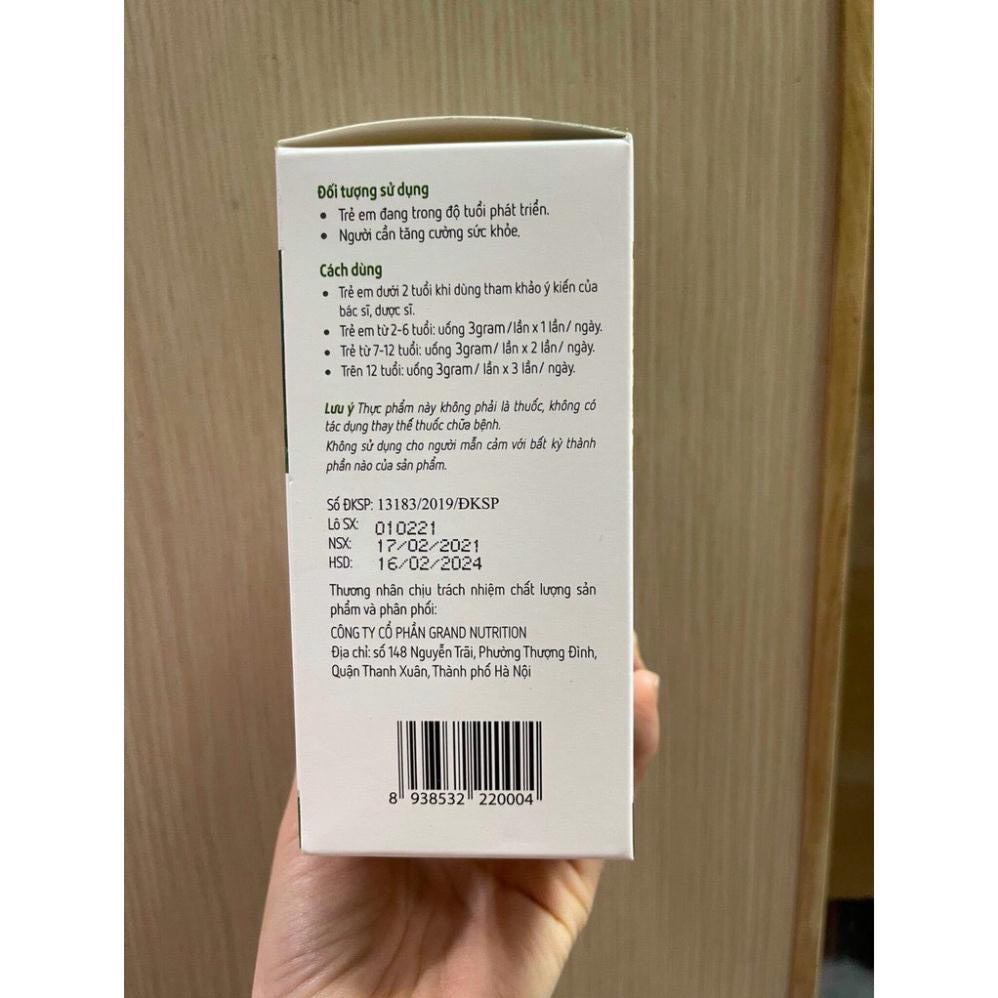 Đối tượng sử dụng
• Trẻ em đang trong độ tuổi phát triển.
• Người cần tăng cường sức khỏe.
Cách dùng
• Trẻ em dưới 2 tuổi khi dùng tham khảo ý kiến của
bác sĩ, dược sĩ.
• Trẻ em từ 2-6 tuổi: uống 3gram/lần x 1 lần/ ngày.
• Trẻ từ 7-12 tuổi: uống 3gram/ lần x 2 lần/ ngày.
• Trên 12 tuổi: uống 3gram/ lần x 3 lần/ ngày.
Lưu ý Thực phẩm này không phải là thuốc, không có
tác dụng thay thế thuốc chữa bệnh.
Không sử dụng cho người mẫn cảm với bất kỳ thành
phần nào của sản phẩm.
Số ĐKSP: 13183/2019/ĐKSP
Lô SX: 010221
NSX: 17/02/2021
HSD: 16/02/2024
Thương nhân chịu trách nhiệm chất lượng sản
phẩm và phân phối:
CÔNG TY CỔ PHẦN GRAND NUTRITION
Địa chỉ: số 148 Nguyễn Trãi, Phường Thượng Đình,
Quận Thanh Xuân, Thành phố Hà Nội
8 938532 220004